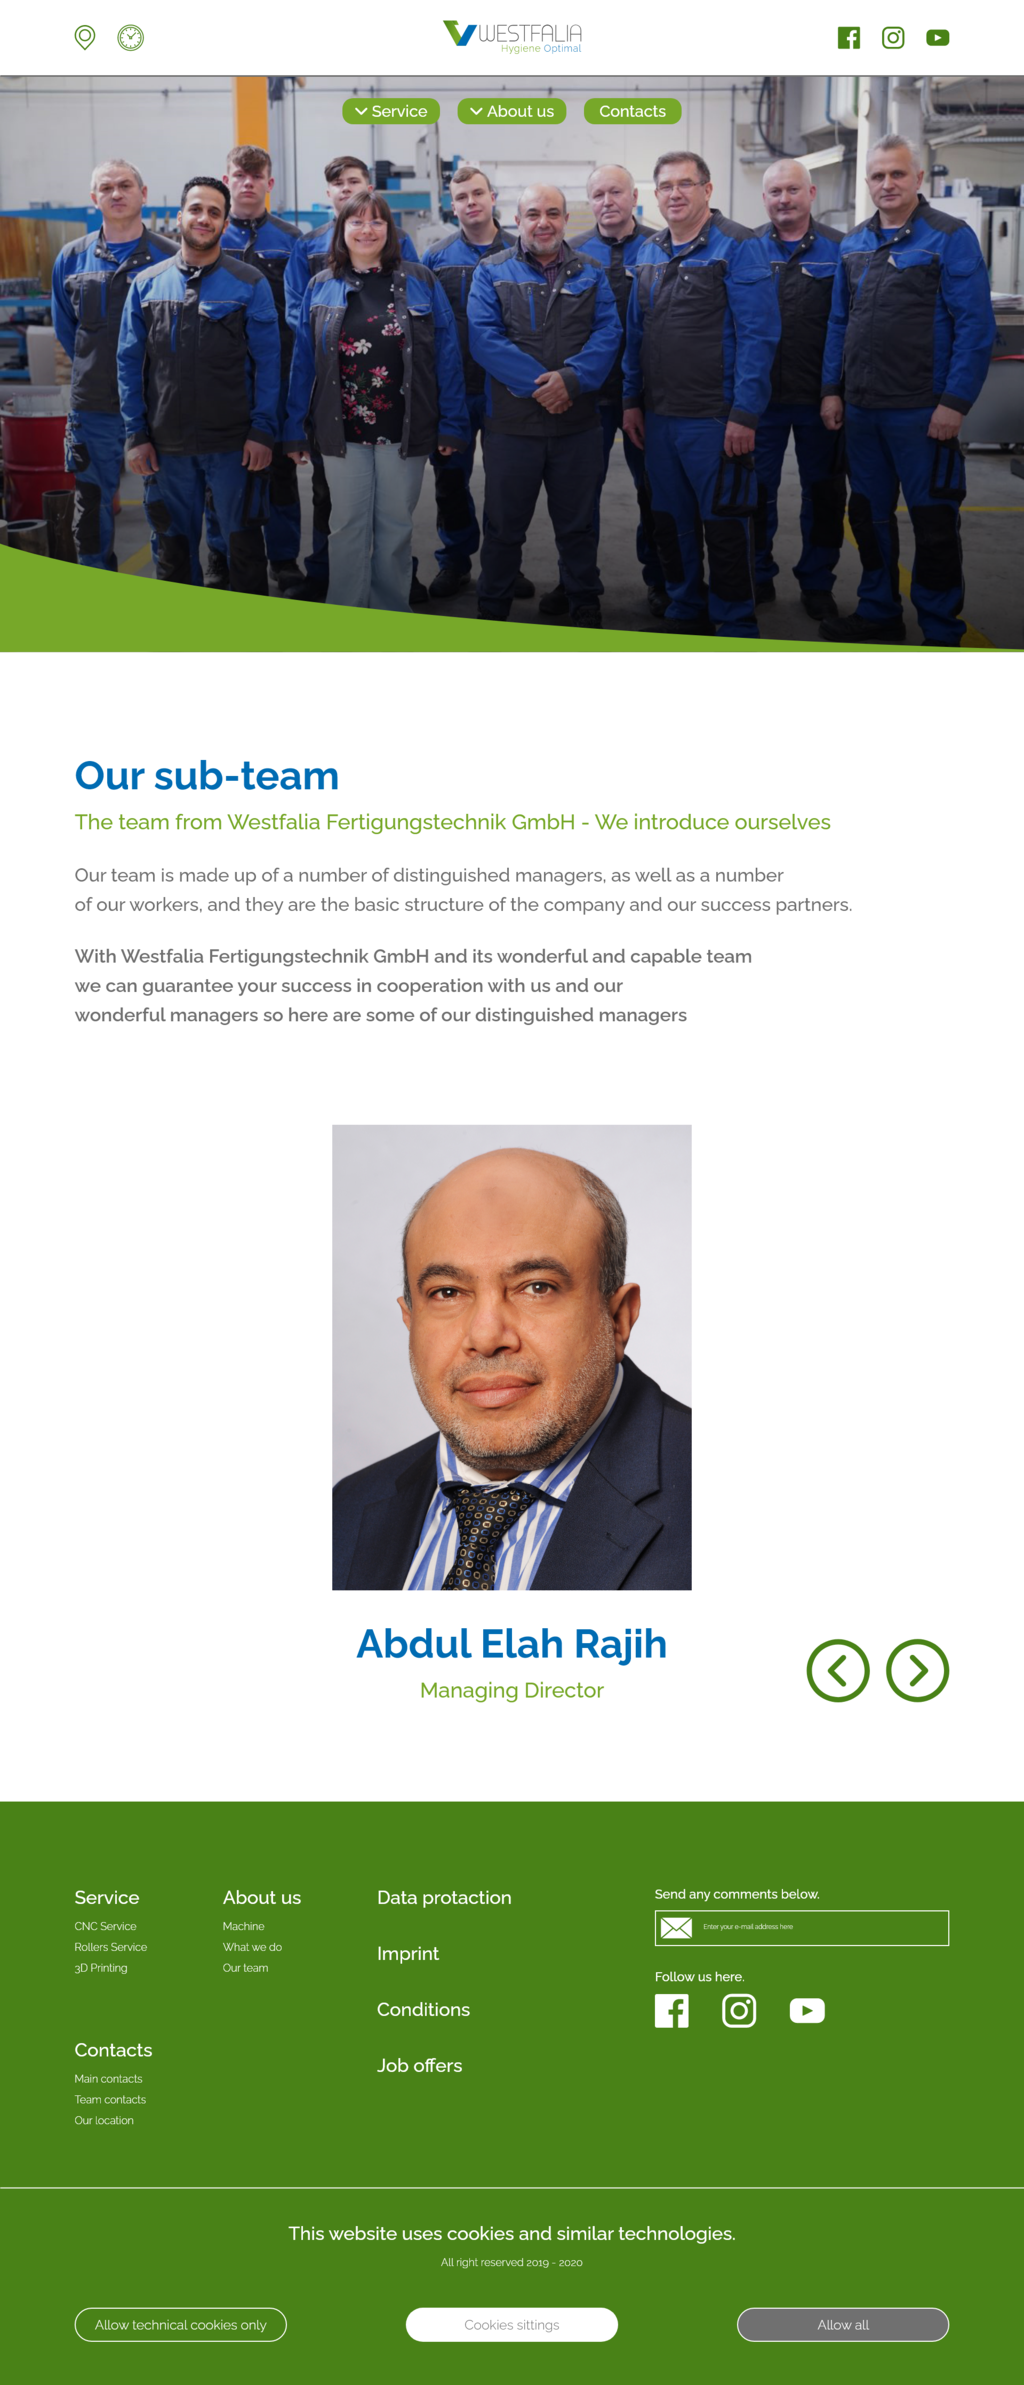 WESTFALIA
Hygiene Optimal
Service
About us
Contacts
Our sub-team
The team from Westfalia Fertigungstechnik GmbH - We introduce ourselves
Our team is made up of a number of distinguished managers, as well as a number
of our workers, and they are the basic structure of the company and our success partners.
With Westfalia Fertigungstechnik GmbH and its wonderful and capable team
we can guarantee your success in cooperation with us and our
wonderful managers so here are some of our distinguished managers
Abdul Elah Rajih
Managing Director
Service
CNC Service
Rollers Service
3D Printing
About us
Machine
What we do
Our team
Contacts
Main contacts
Team contacts
Our location
Data protaction
Imprint
Conditions
Job offers
Send any comments below.
Enter your e-mail address here
Follow us here.
This website uses cookies and similar technologies.
All right reserved 2019 - 2020
Allow technical cookies only
Cookies sittings
Allow all